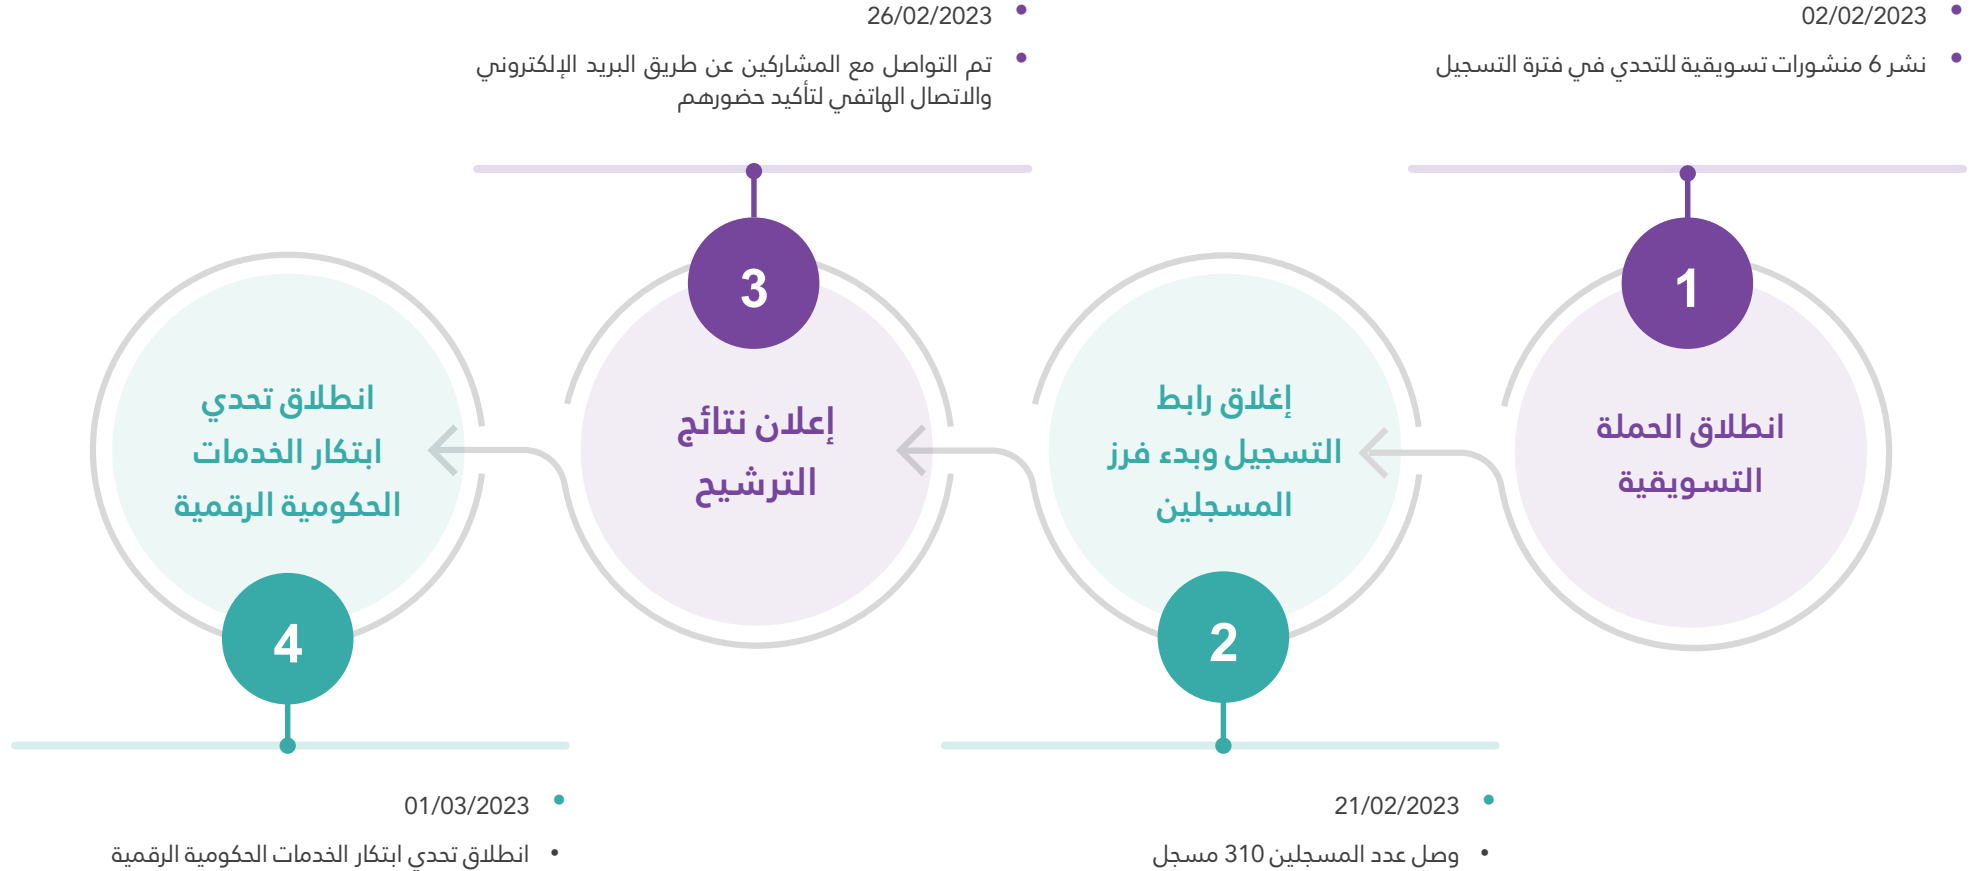 02/02/2023
نشر 6 منشورات تسويقية للتحدي في فترة التسجيل
1
انطلاق الحملة
التسويقية
2
إغلاق رابط
التسجيل وبدء فرز
المسجلين
21/02/2023
وصل عدد المسجلين 310 مسجل
26/02/2023
تم التواصل مع المشاركين عن طريق البريد الإلكتروني
والاتصال الهاتفي لتأكيد حضورهم
3
إعلان نتائج
الترشيح
4
انطلاق تحدي
ابتكار الخدمات
الحكومية الرقمية
01/03/2023
انطلاق تحدي ابتكار الخدمات الحكومية الرقمية